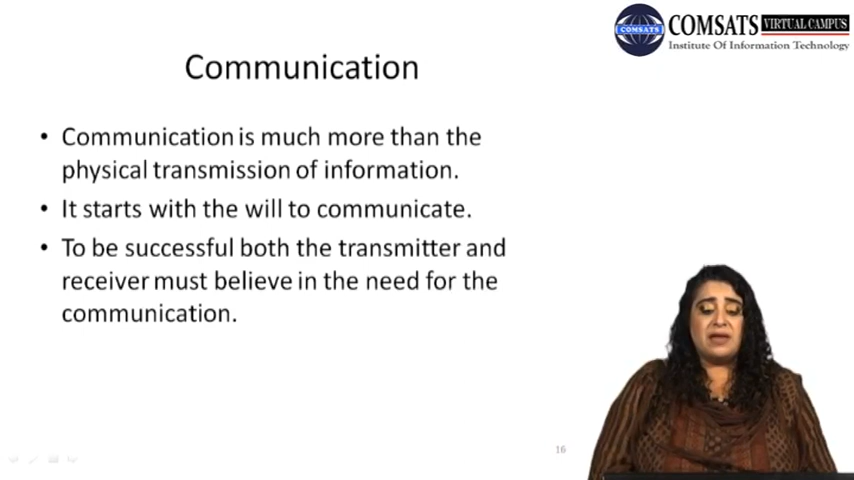 COMSATS VIRTUAL CAMPUS
COMSATS
Institute Of Information Technology
Communication
• Communication is much more than the
physical transmission of information.
• It starts with the will to communicate.
• To be successful both the transmitter and
receiver must believe in the need for the
communication.
16